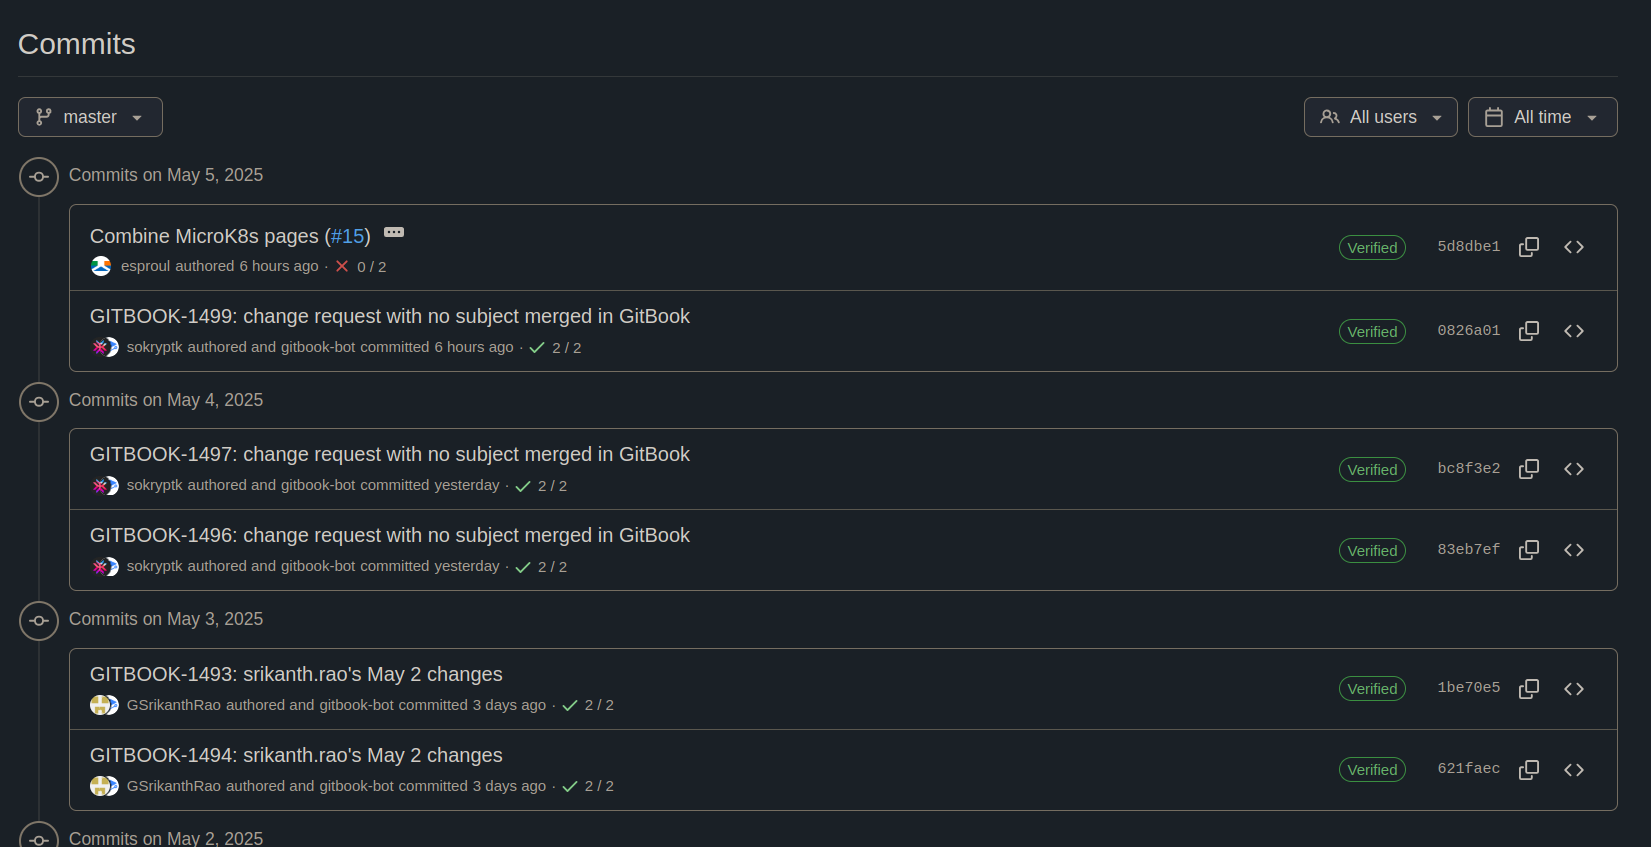 Commits
master
All users
All time
Commits on May 5, 2025
Combine MicroK8s pages (#15)
Verified
5d8dbe1
esproul authored 6 hours ago · 0 / 2
GITBOOK-1499: change request with no subject merged in GitBook
Verified
0826a01
sokryptk authored and gitbook-bot committed 6 hours ago · 2 / 2
Commits on May 4, 2025
GITBOOK-1497: change request with no subject merged in GitBook
Verified
bc8f3e2
sokryptk authored and gitbook-bot committed yesterday · 2 / 2
GITBOOK-1496: change request with no subject merged in GitBook
Verified
83eb7ef
sokryptk authored and gitbook-bot committed yesterday · 2 / 2
Commits on May 3, 2025
GITBOOK-1493: srikanth.rao's May 2 changes
Verified
1be70e5
GSrikanthRao authored and gitbook-bot committed 3 days ago · 2 / 2
GITBOOK-1494: srikanth.rao's May 2 changes
Verified
621faec
GSrikanthRao authored and gitbook-bot committed 3 days ago · 2 / 2
Commits on May 2, 2025